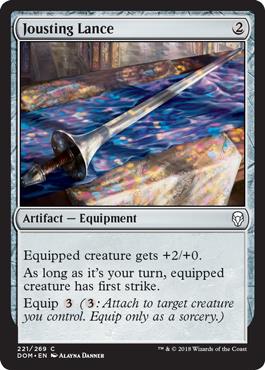 Jousting Lance 2
Artifact — Equipment
Equipped creature gets +2/+0.
As long as it's your turn, equipped
creature has first strike.
Equip 3 (3: Attach to target creature
you control. Equip only as a sorcery.)
221/269 C
DOM • EN Alayna Danner
™ & © 2018 Wizards of the Coast